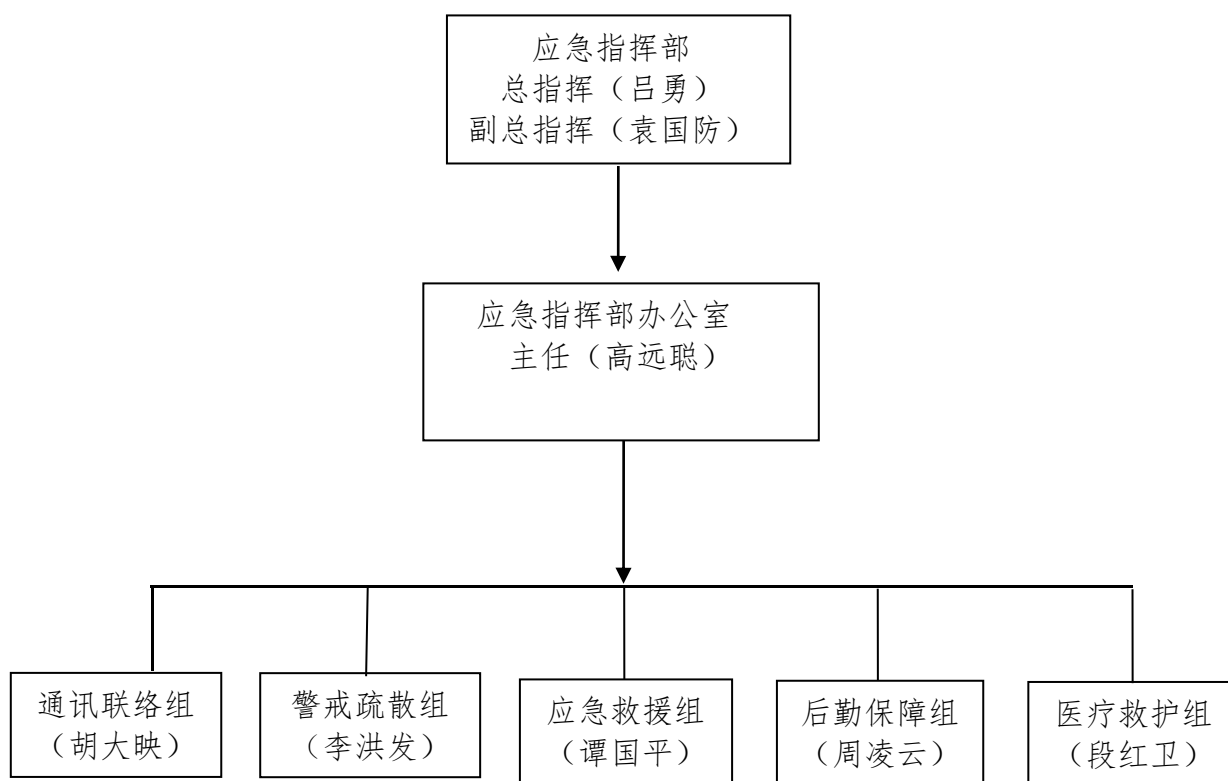 应急指挥部
总指挥（吕勇）
副总指挥（袁国防）
应急指挥部办公室
主任（高远聪）
通讯联络组
（胡大映）
警戒疏散组
（李洪发）
应急救援组
（谭国平）
后勤保障组
（周凌云）
医疗救护组
（段红卫）